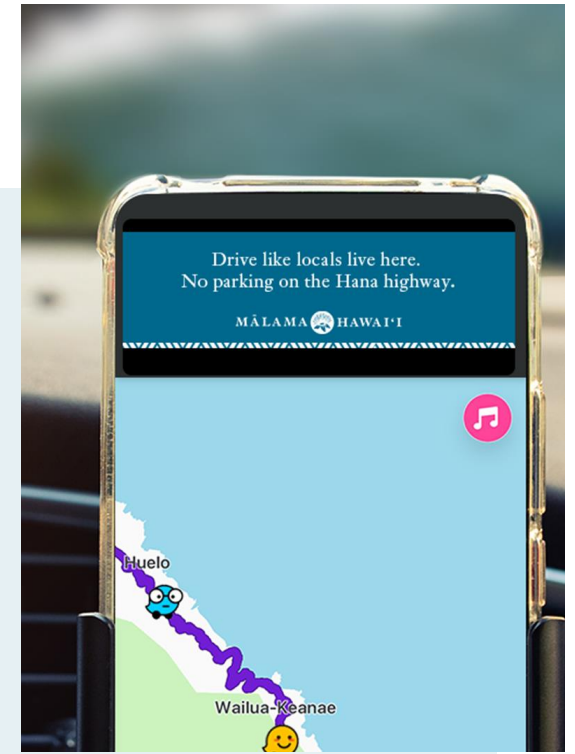 Drive like locals live here.
No parking on the Hana highway.
MĀLAMA HAWAIʻI
Huelo
Wailua-Keanae